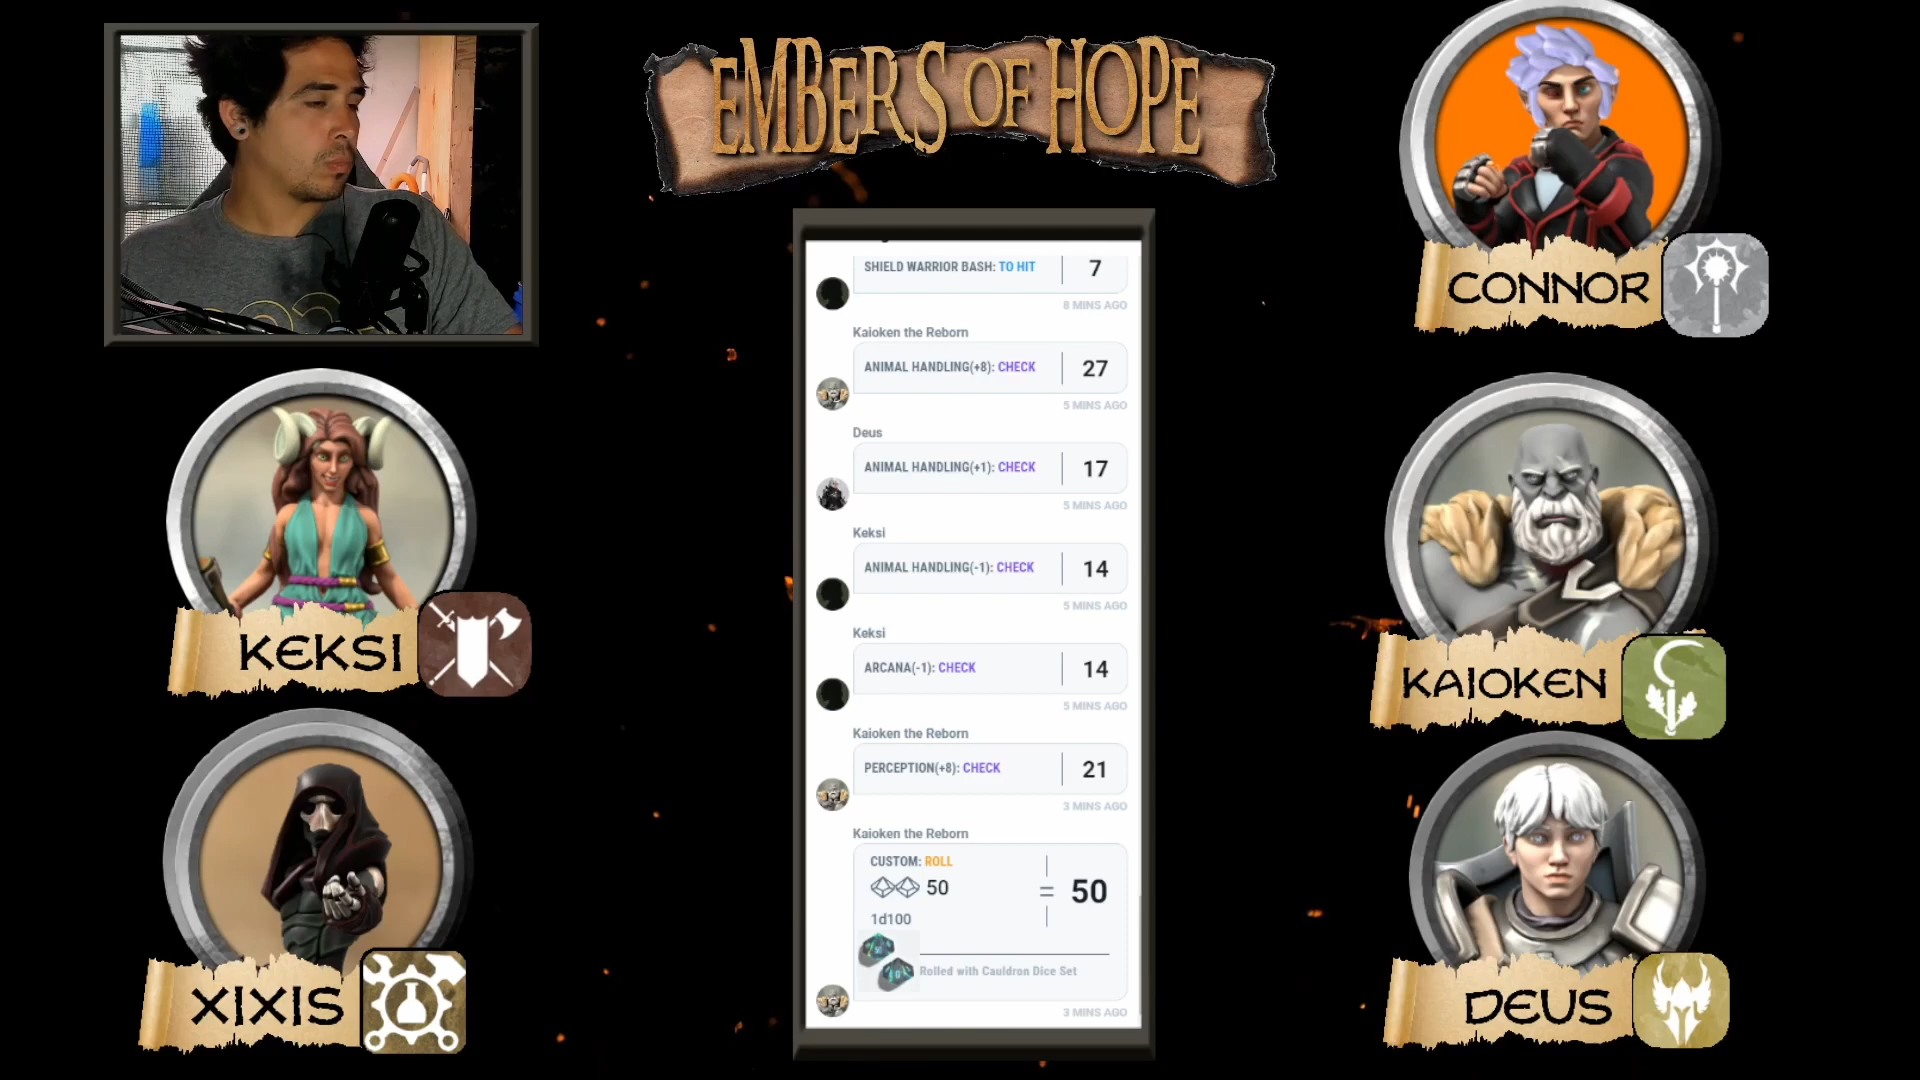 EMBERS OF HOPE
SHIELD WARRIOR BASH: TO HIT
7
8 MINS AGO
Kaioken the Reborn
ANIMAL HANDLING(+8): CHECK
27
5 MINS AGO
Deus
ANIMAL HANDLING(+1): CHECK
17
5 MINS AGO
Keksi
ANIMAL HANDLING(-1): CHECK
14
5 MINS AGO
Keksi
ARCANA(-1): CHECK
14
5 MINS AGO
Kaioken the Reborn
PERCEPTION(+8): CHECK
21
3 MINS AGO
Kaioken the Reborn
CUSTOM: ROLL
50
= 50
1d100
Rolled with Cauldron Dice Set
3 MINS AGO
KEKSI
XIXIS
CONNOR
KAIOKEN
DEUS